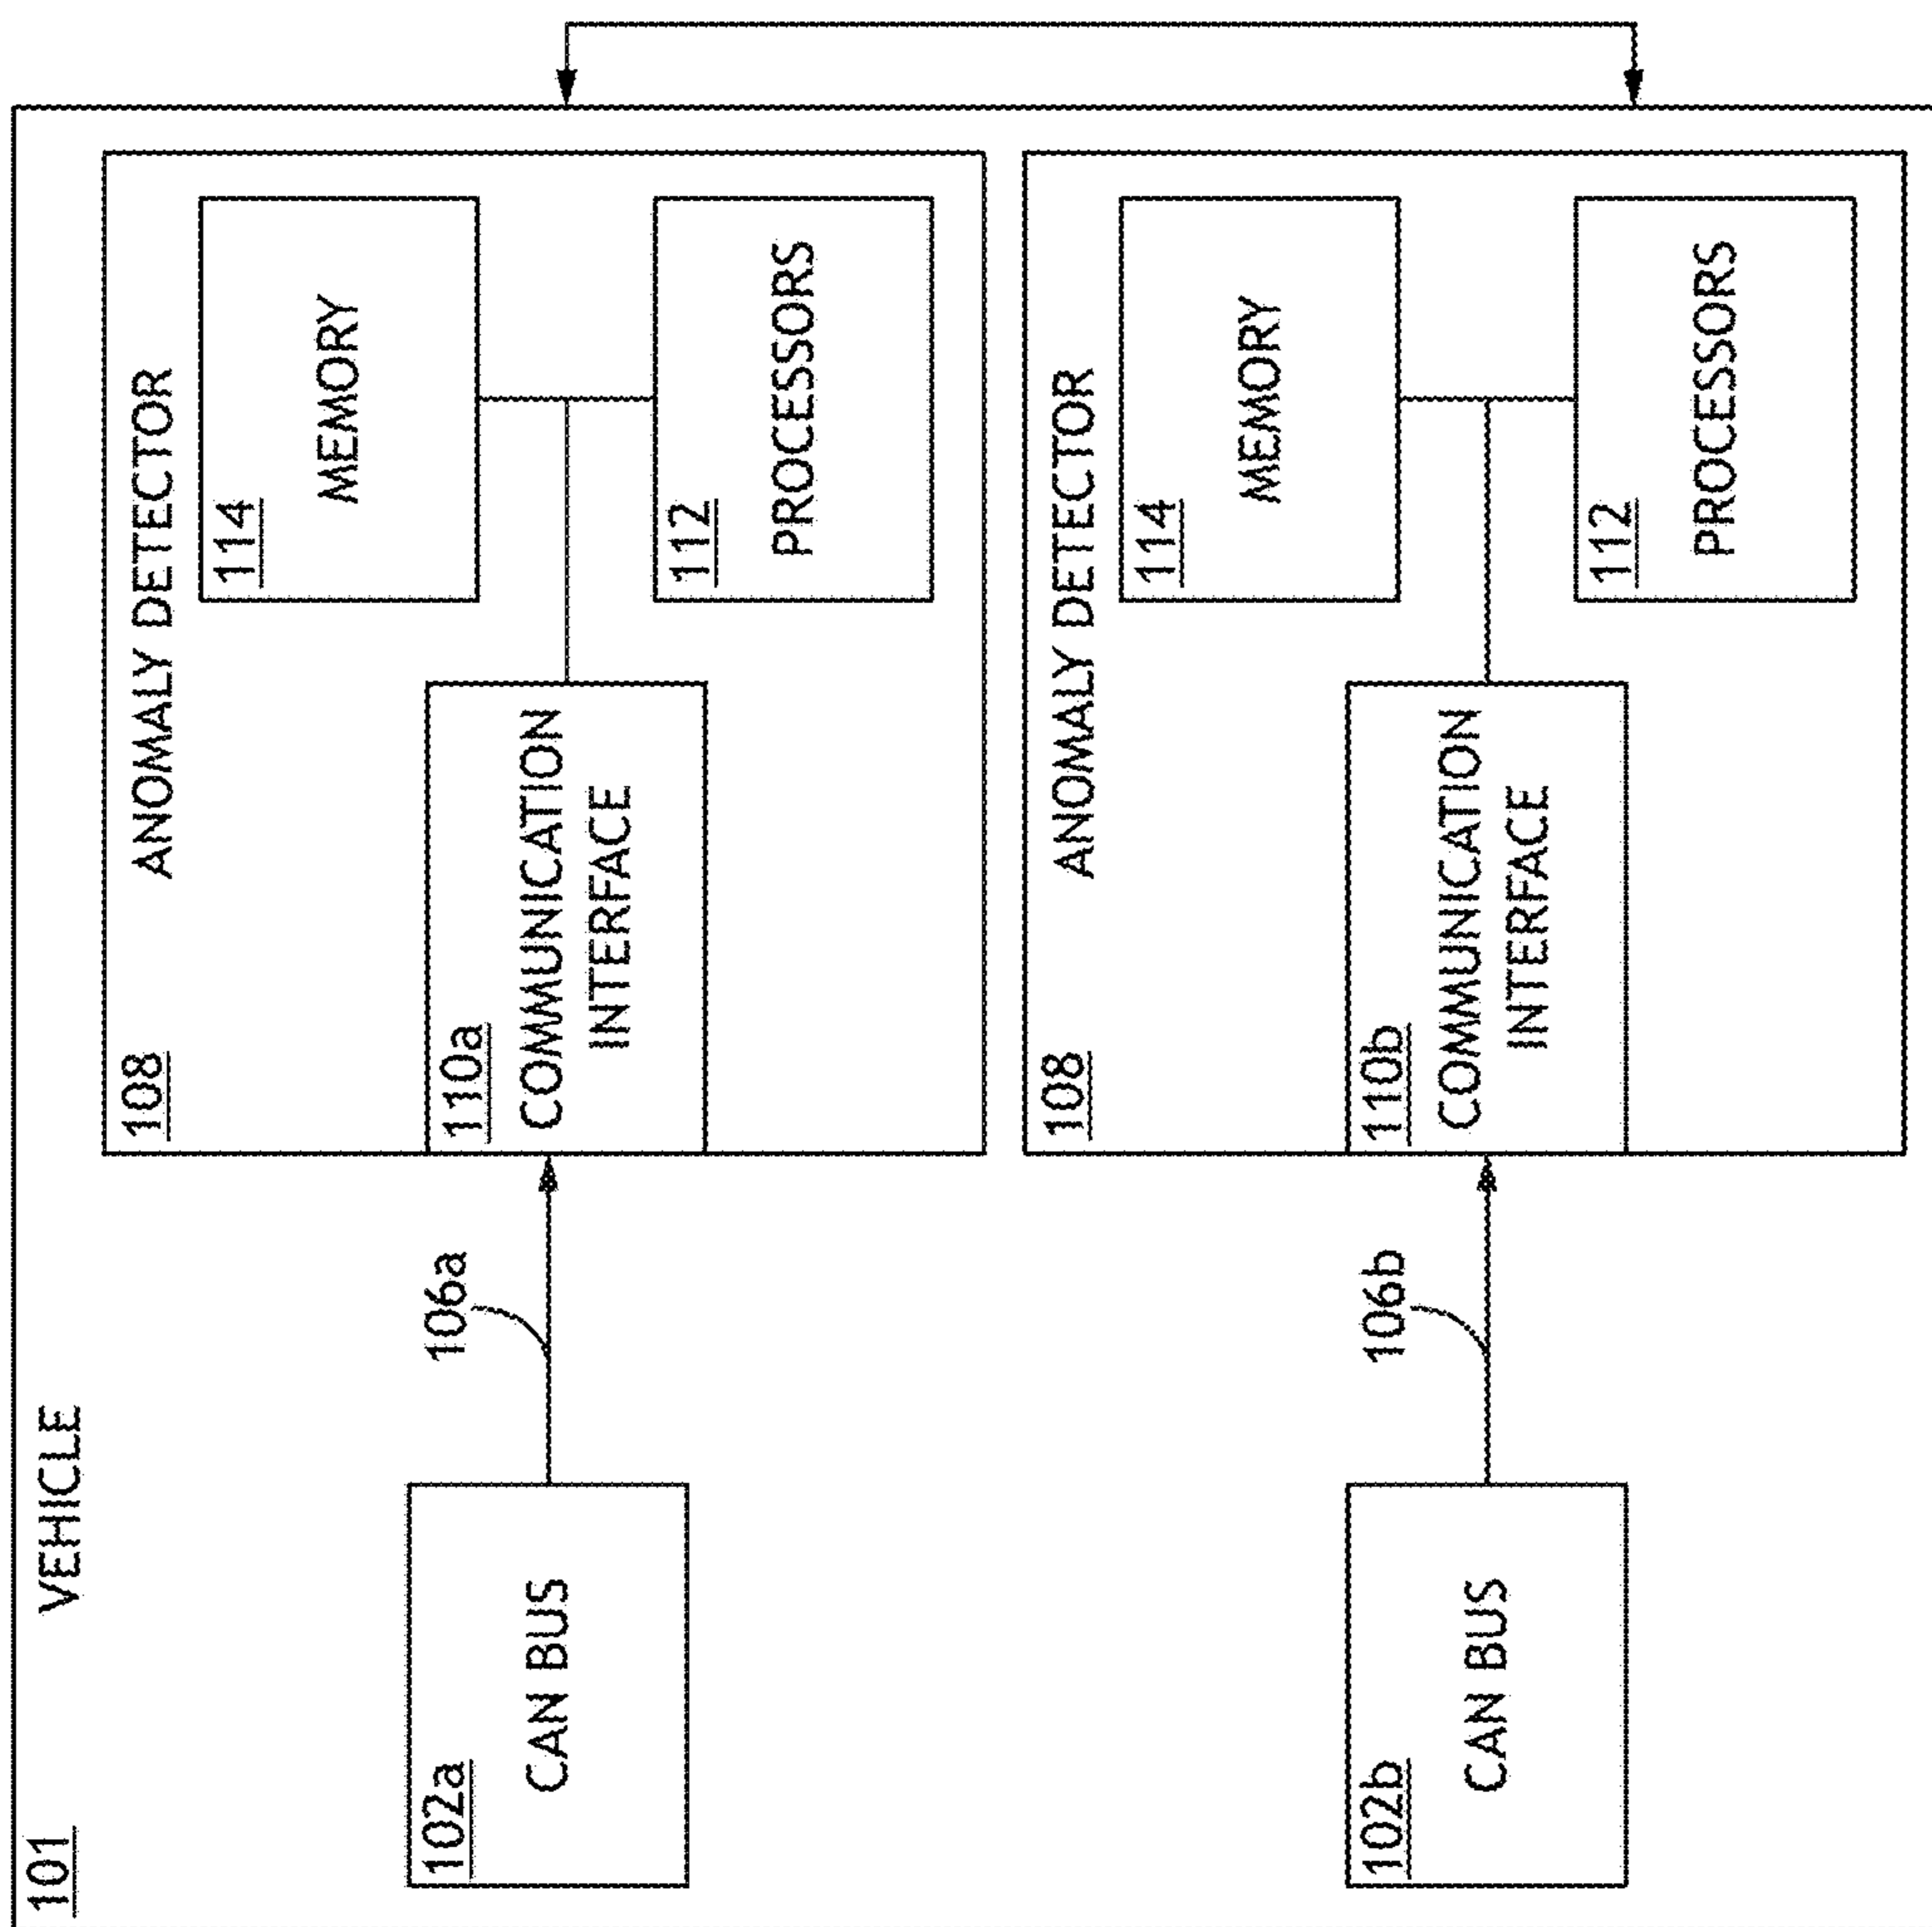 101
VEHICLE
108
ANOMALY DETECTOR
102a
CAN BUS
106a
110a
COMMUNICATION
INTERFACE
114
MEMORY
112
PROCESSORS
108
ANOMALY DETECTOR
102b
CAN BUS
106b
110b
COMMUNICATION
INTERFACE
114
MEMORY
112
PROCESSORS